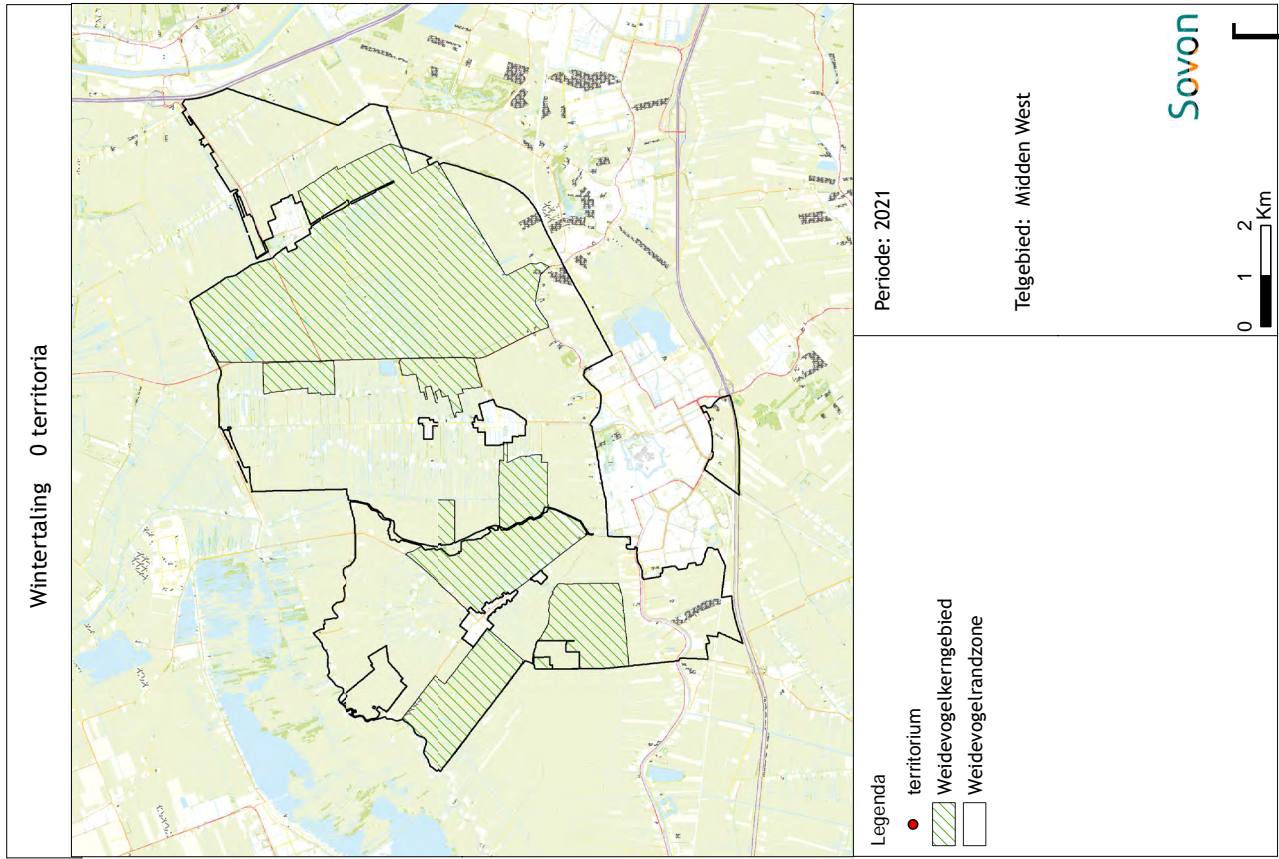 Wintertaling 0 territoria
Legenda
territorium
Weidevogelkerngebied
Weidevogelrandzone
Periode: 2021
Telgebied: Midden West
0 1 2
Km
Sovon